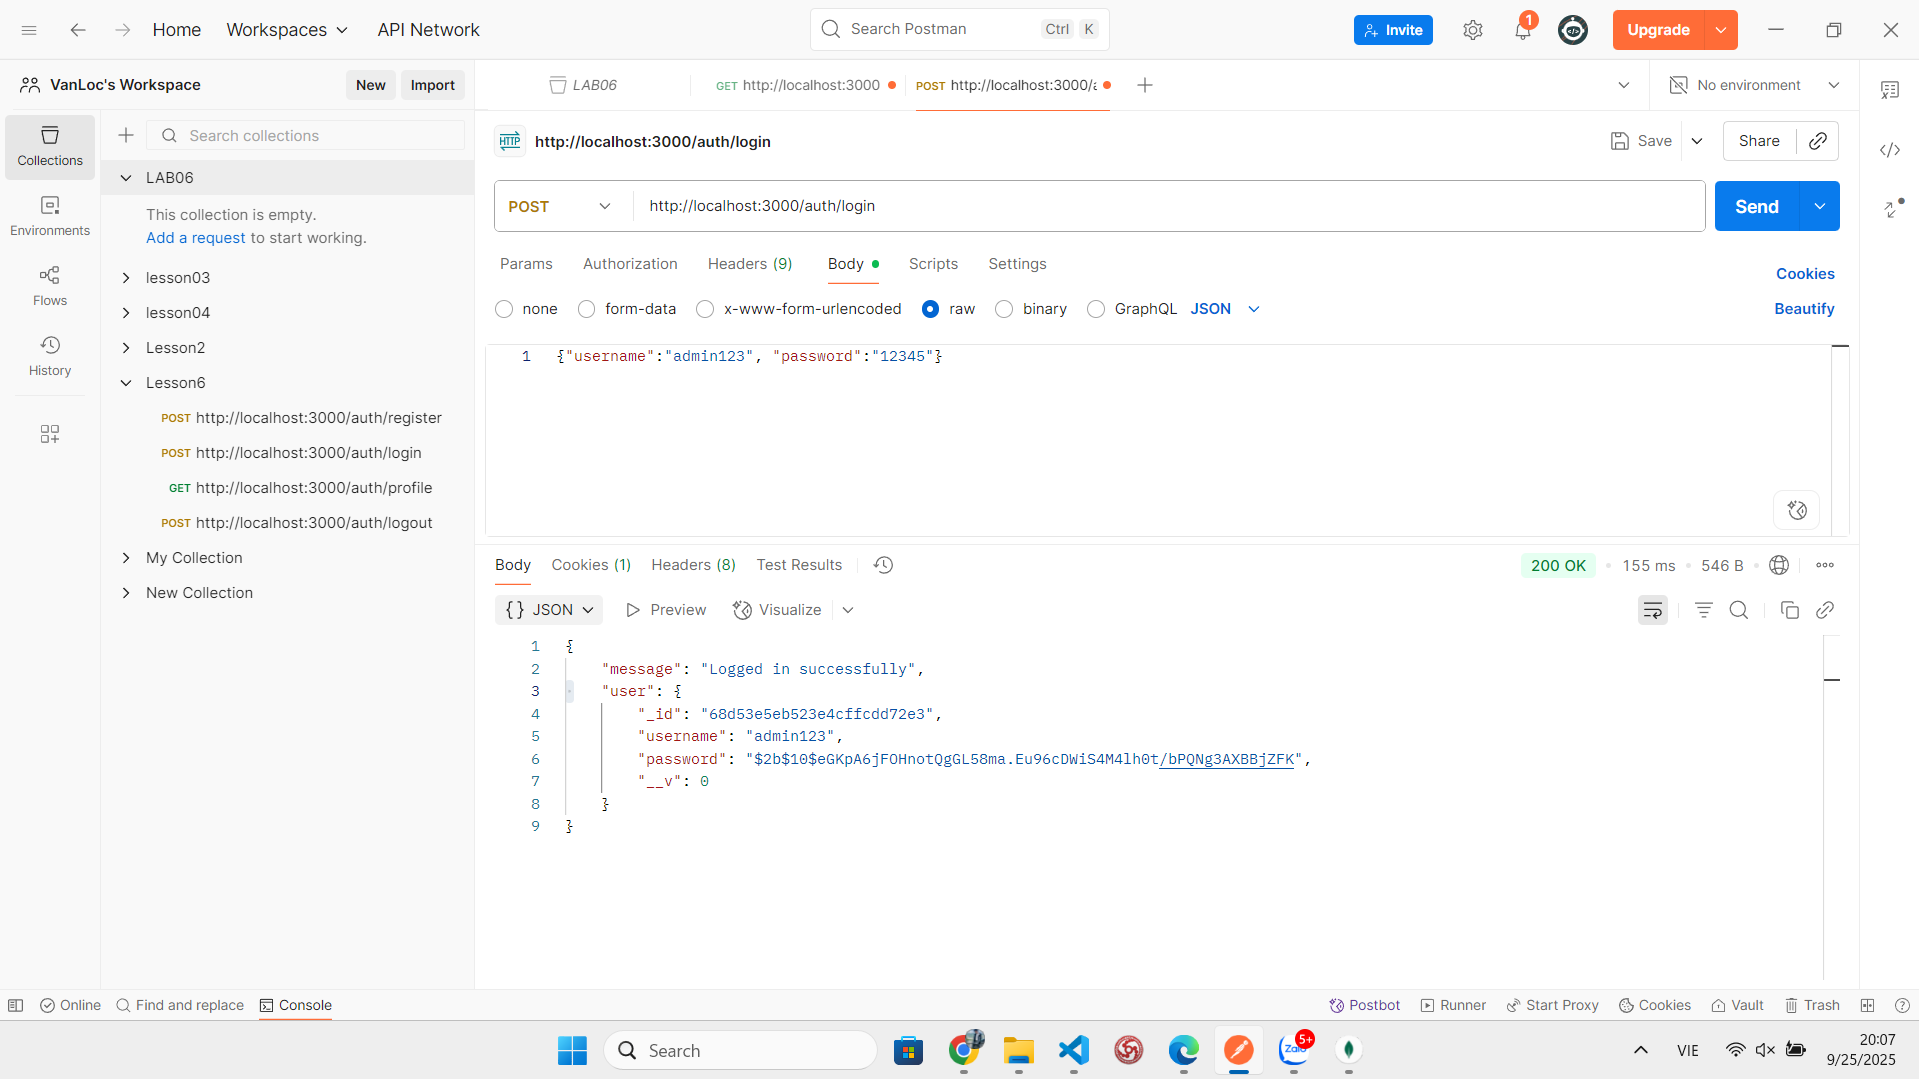 Home
Workspaces
API Network
Search Postman
Ctrl
K
Invite
1
Upgrade
VanLoc's Workspace
New
Import
LAB06
GET http://localhost:3000
POST http://localhost:3000/a
No environment
Collections
Environments
Flows
History
Search collections
LAB06
This collection is empty.
Add a request to start working.
lesson03
lesson04
Lesson2
Lesson6
POST http://localhost:3000/auth/register
POST http://localhost:3000/auth/login
GET http://localhost:3000/auth/profile
POST http://localhost:3000/auth/logout
My Collection
New Collection
HTTP
http://localhost:3000/auth/login
Save
Share
POST
http://localhost:3000/auth/login
Send
Params
Authorization
Headers (9)
Body
Scripts
Settings
Cookies
none
form-data
x-www-form-urlencoded
raw
binary
GraphQL
JSON
Beautify
1 {"username":"admin123", "password":"12345"}
Body
Cookies (1)
Headers (8)
Test Results
200 OK
155 ms
546 B
{} JSON
Preview
Visualize
1 {
2 "message": "Logged in successfully",
3 "user": {
4 "_id": "68d53e5eb523e4cffcdd72e3",
5 "username": "admin123",
6 "password": "$2b$10$eGKpA6jFOHnotQgGL58ma.Eu96cDWiS4M4lh0t/bPQNg3AXBBjZFK",
7 "__v": 0
8 }
9 }
Online
Find and replace
Console
Postbot
Runner
Start Proxy
Cookies
Vault
Trash
Search
Zalo
5+
VIE
20:07
9/25/2025